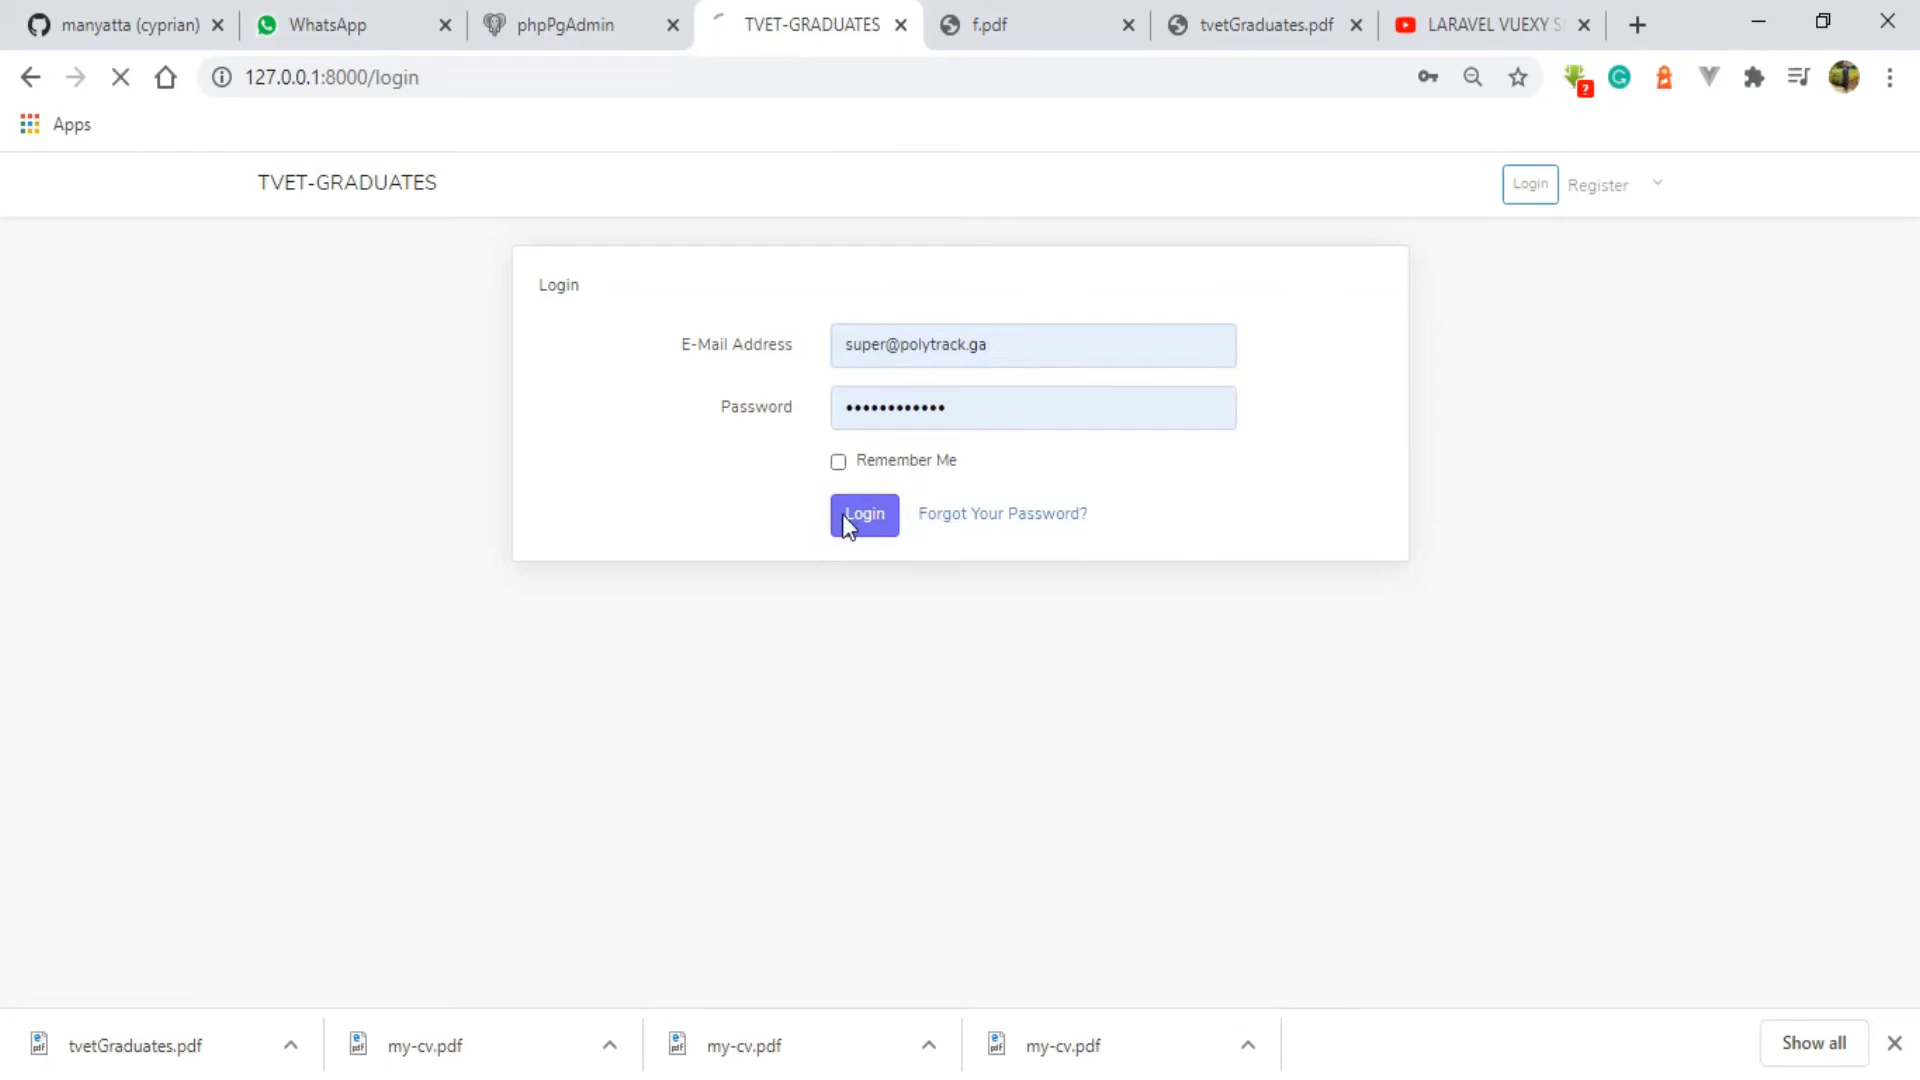 manyatta (cyprian)
WhatsApp
phpPgAdmin
TVET-GRADUATES
f.pdf
tvetGraduates.pdf
LARAVEL VUEXY S
127.0.0.1:8000/login
?
Apps
TVET-GRADUATES
Login
Register
Login
E-Mail Address
super@polytrack.ga
Password
Remember Me
Login
Forgot Your Password?
tvetGraduates.pdf
my-cv.pdf
my-cv.pdf
my-cv.pdf
Show all